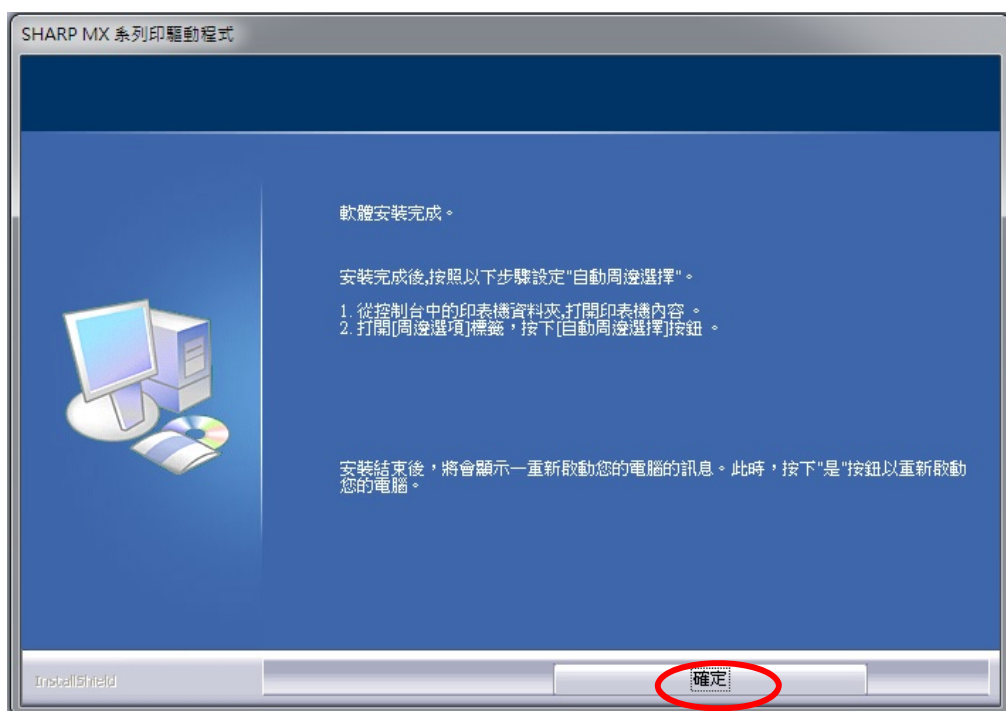 SHARP MX 系列印驅動程式
軟體安裝完成。
安裝完成後,按照以下步驟設定"自動周邊選擇"。
1. 從控制台中的印表機資料夾,打開印表機內容。
2. 打開[周邊選項]標籤,按下[自動周邊選擇]按鈕。
安裝結束後,將會顯示一重新啟動您的電腦的訊息。此時,按下"是"按鈕以重新啟動
您的電腦。
InstallShield
確定